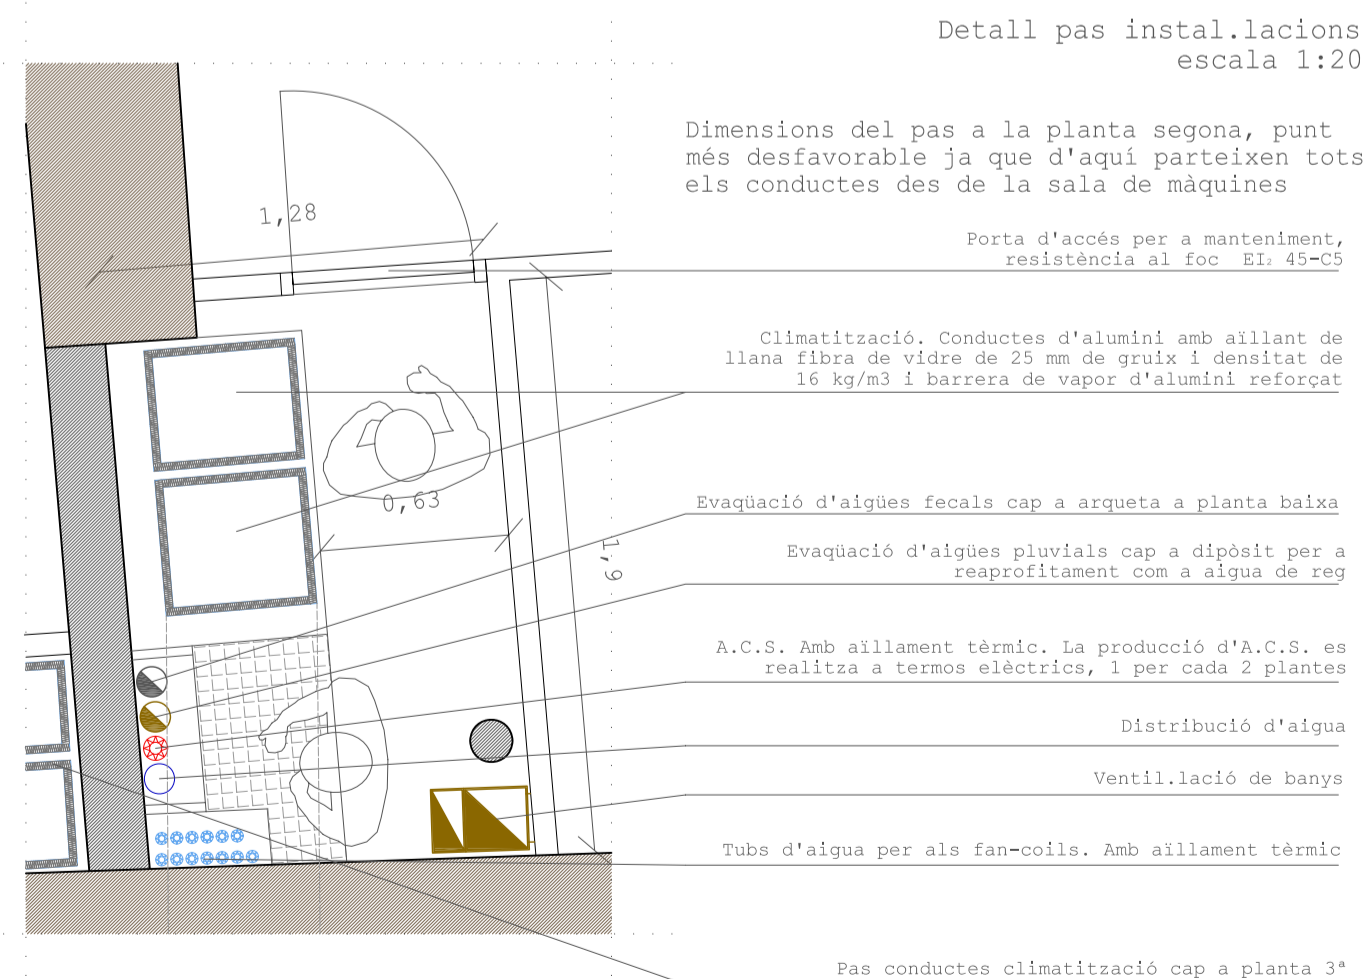 Detall pas instal.lacions
escala 1:20
Dimensions del pas a la planta segona, punt
més desfavorable ja que d'aquí parteixen tots
els conductes des de la sala de màquines
1,28
Porta d'accés per a manteniment,
resistència al foc EI₂ 45-C5
Climatització. Conductes d'alumini amb aïllant de
llana fibra de vidre de 25 mm de gruix i densitat de
16 kg/m3 i barrera de vapor d'alumini reforçat
0,63
Evaqüació d'aigües fecals cap a arqueta a planta baixa
1,9
Evaqüació d'aigües pluvials cap a dipòsit per a
reaprofitament com a aigua de reg
A.C.S. Amb aïllament tèrmic. La producció d'A.C.S. es
realitza a termos elèctrics, 1 per cada 2 plantes
Distribució d'aigua
Ventil.lació de banys
Tubs d'aigua per als fan-coils. Amb aïllament tèrmic
Pas conductes climatització cap a planta 3ª